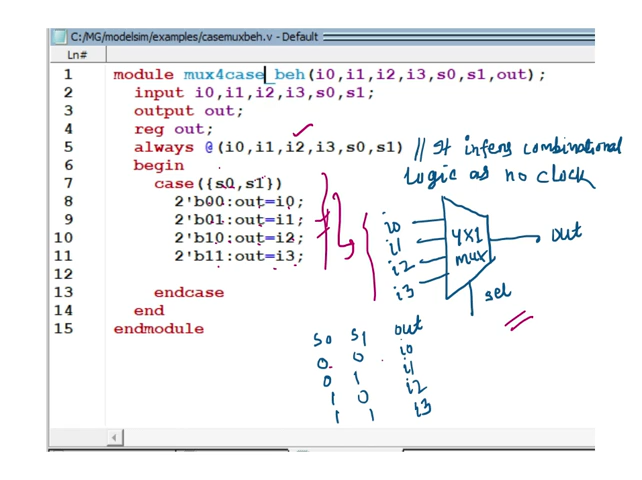 C:/MG/modelsim/examples/casemuxbeh.v - Default
Ln#
1 module mux4case_beh(i0,i1,i2,i3,s0,s1,out);
2 input i0,i1,i2,i3,s0,s1;
3 output out;
4 reg out;
5 always @(i0,i1,i2,i3,s0,s1) // It infers combinational
6 begin logic as no clock
7 case({s0,s1})
8 2'b00:out=i0;
9 2'b01:out=i1;
10 2'b10:out=i2;
11 2'b11:out=i3;
12
13 endcase
14 end
15 endmodule
i0
i1
i2
i3
4x1
mux
out
sel
s0 s1 out
0 0 i0
0 1 i1
1 0 i2
1 1 i3